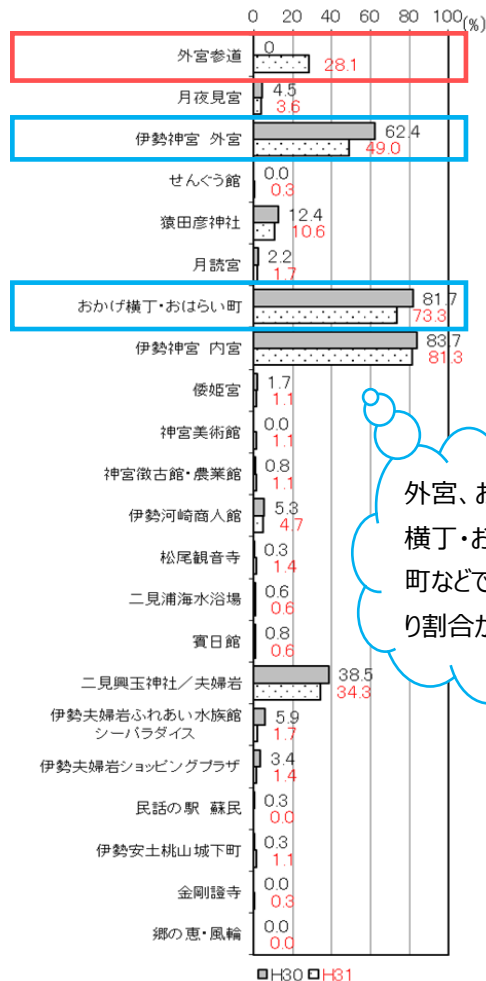 0 20 40 60 80 100(%)
外宮参道 0 28.1
月夜見宮 4.5 3.6
伊勢神宮 外宮 62.4 49.0
せんぐう館 0.0 0.3
猿田彦神社 12.4 10.6
月読宮 2.2 1.7
おかげ横丁・おはらい町 81.7 73.3
伊勢神宮 内宮 83.7 81.3
倭姫宮 1.7 1.1
神宮美術館 0.0 1.1
神宮徴古館・農業館 0.8 1.1
伊勢河崎商人館 5.3 4.7
松尾観音寺 0.3 1.4
二見浦海水浴場 0.6 0.6
賓日館 0.8 0.6
二見興玉神社/夫婦岩 38.5 34.3
伊勢夫婦岩ふれあい水族館
シーパラダイス 5.9 1.7
伊勢夫婦岩ショッピングプラザ 3.4 1.4
民話の駅 蘇民 0.3 0.0
伊勢安土桃山城下町 0.3 1.1
金剛證寺 0.0 0.3
郷の恵・風輪 0.0 0.0
H30 H31
外宮、お
横丁・お
町などで
り割合か